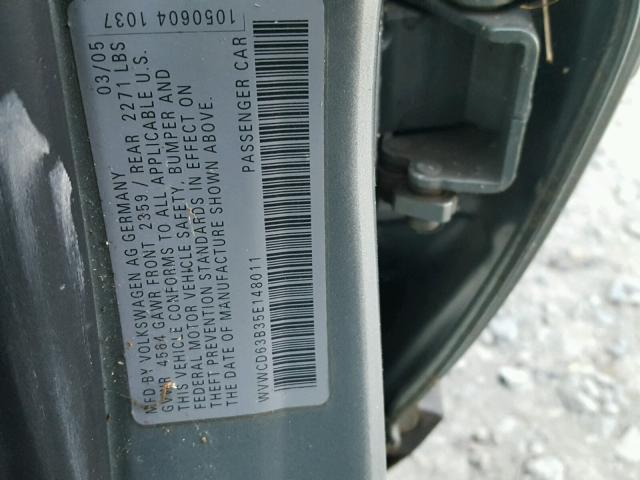 1050604 1037
MFD BY VOLKSWAGEN AG GERMANY 03/05
GVWR 4564 GAWR FRONT 2359 / REAR 2271 LBS
THIS VEHICLE CONFORMS TO ALL APPLICABLE U.S.
FEDERAL MOTOR VEHICLE SAFETY, BUMPER AND
THEFT PREVENTION STANDARDS IN EFFECT ON
THE DATE OF MANUFACTURE SHOWN ABOVE.
WVWCD63B35E148011 PASSENGER CAR